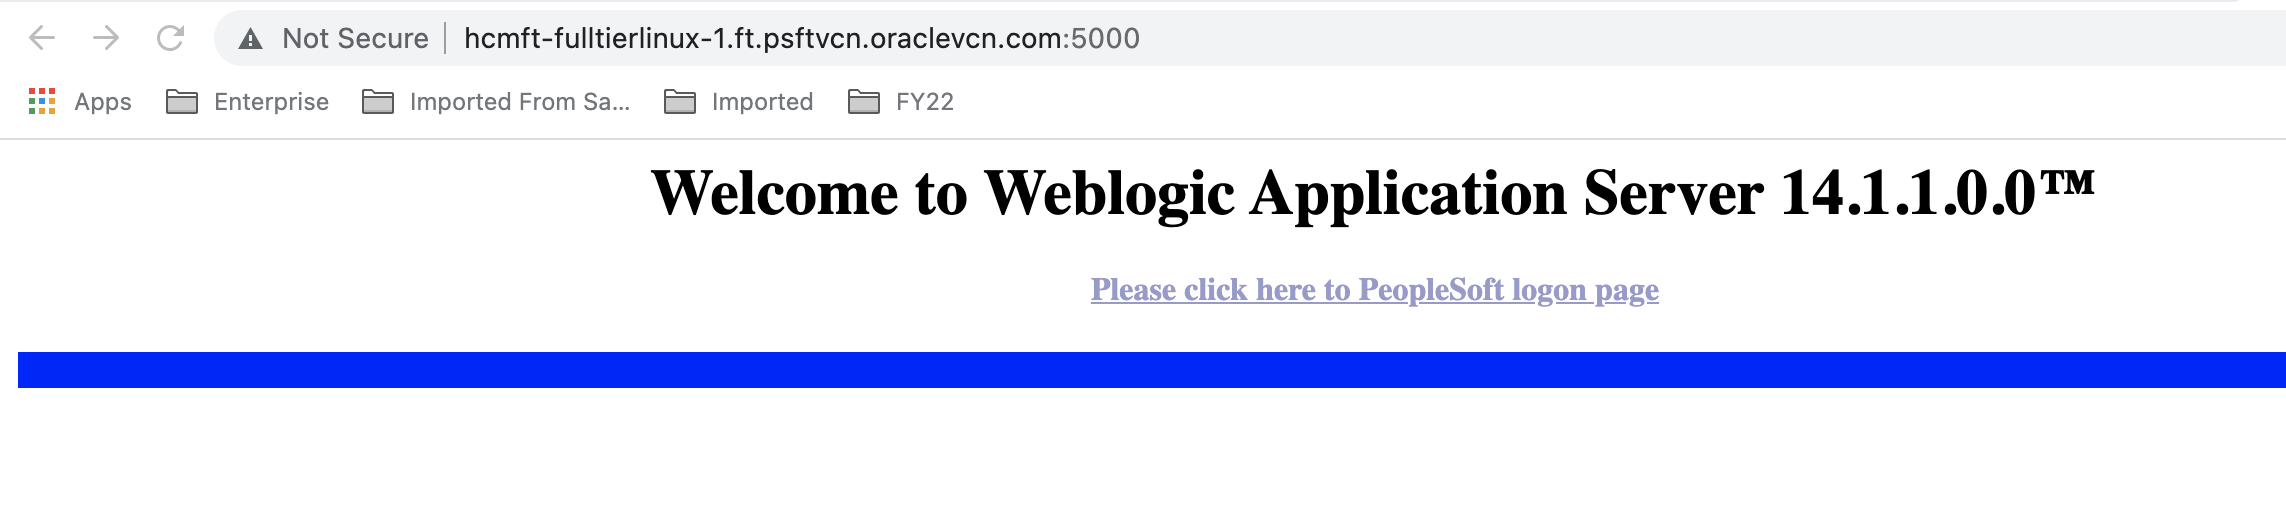 Not Secure hcmft-fulltierlinux-1.ft.psftvcn.oraclevcn.com:5000
Apps Enterprise Imported From Sa... Imported FY22
Welcome to Weblogic Application Server 14.1.1.0.0™
Please click here to PeopleSoft logon page